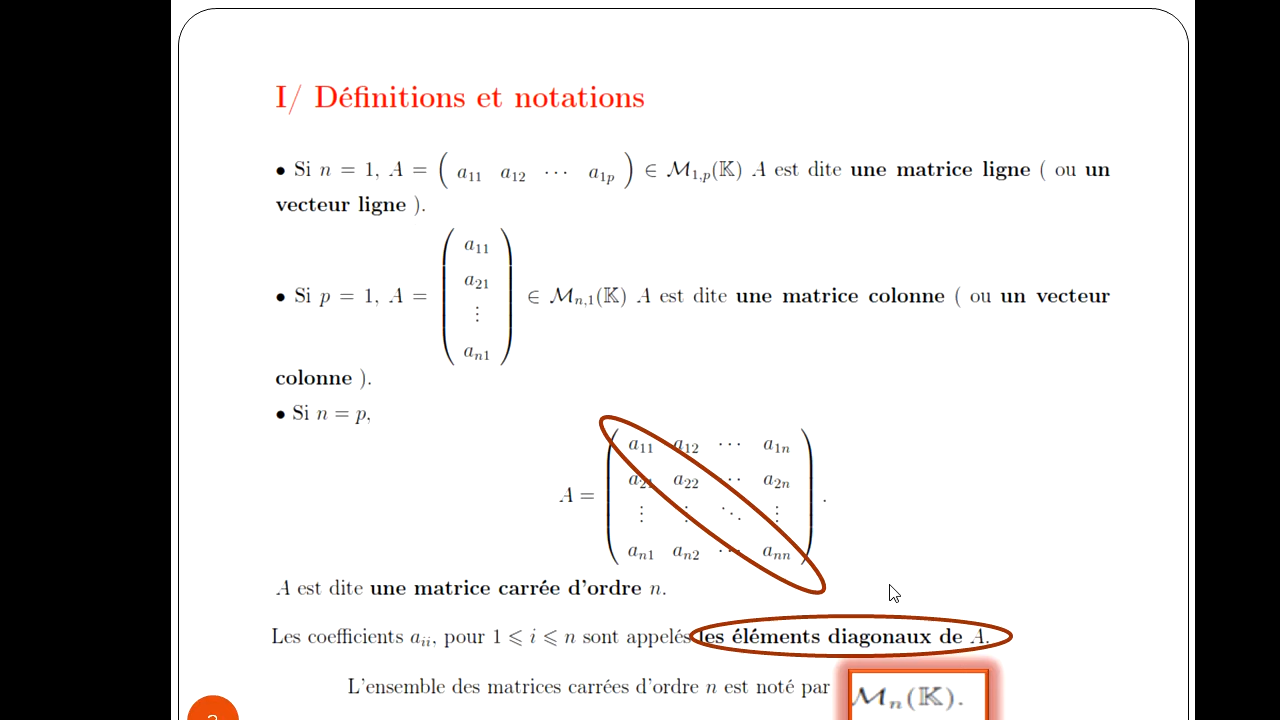 I/ Définitions et notations
• Si n = 1, A = ( a₁₁ a₁₂ ⋯ a₁ₚ ) ∈ ℳ₁,ₚ(𝕂) A est dite une matrice ligne ( ou un
vecteur ligne ).
a₁₁
a₂₁
• Si p = 1, A = ∈ ℳₙ,₁(𝕂) A est dite une matrice colonne ( ou un vecteur
⋮
aₙ₁
colonne ).
• Si n = p,
a₁₁ a₁₂ ⋯ a₁ₙ
a₂₁ a₂₂ ⋯ a₂ₙ
A = .
⋮ ⋮ ⋱ ⋮
aₙ₁ aₙ₂ ⋯ aₙₙ
A est dite une matrice carrée d'ordre n.
Les coefficients aᵢᵢ, pour 1 ⩽ i ⩽ n sont appelés les éléments diagonaux de A.
L'ensemble des matrices carrées d'ordre n est noté par ℳₙ(𝕂).